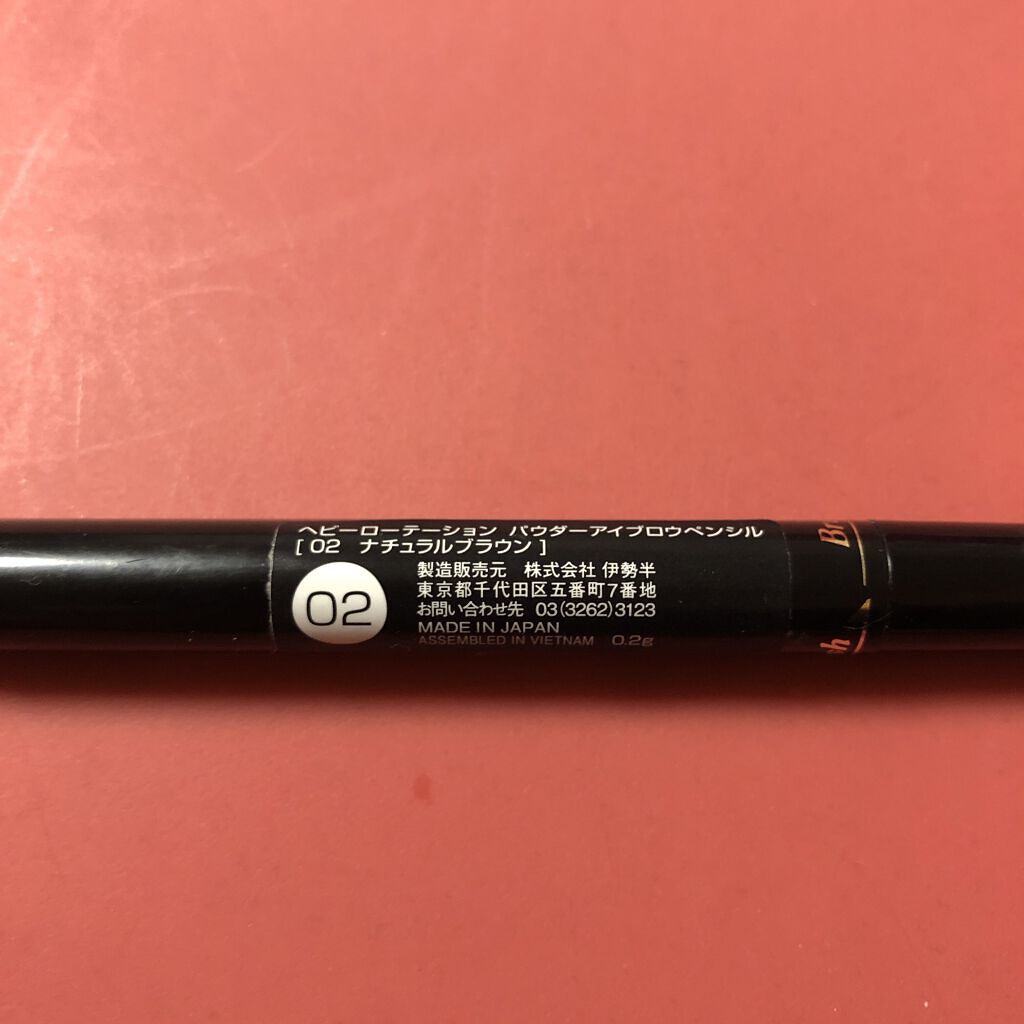 ヘビーローテーション パウダーアイブロウペンシル
[ 02 ナチュラルブラウン ]
02
製造販売元 株式会社 伊勢半
東京都千代田区五番町7番地
お問い合わせ先 03(3262)3123
MADE IN JAPAN
ASSEMBLED IN VIETNAM 0.2g